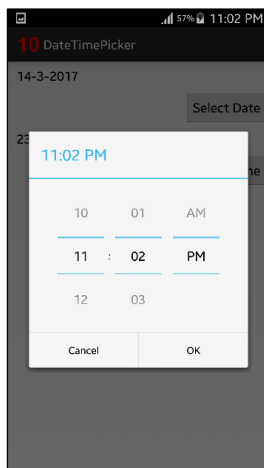 57% 11:02 PM
10 DateTimePicker
14-3-2017
Select Date
23
ne
11:02 PM
10 01 AM
11 : 02 PM
12 03
Cancel OK